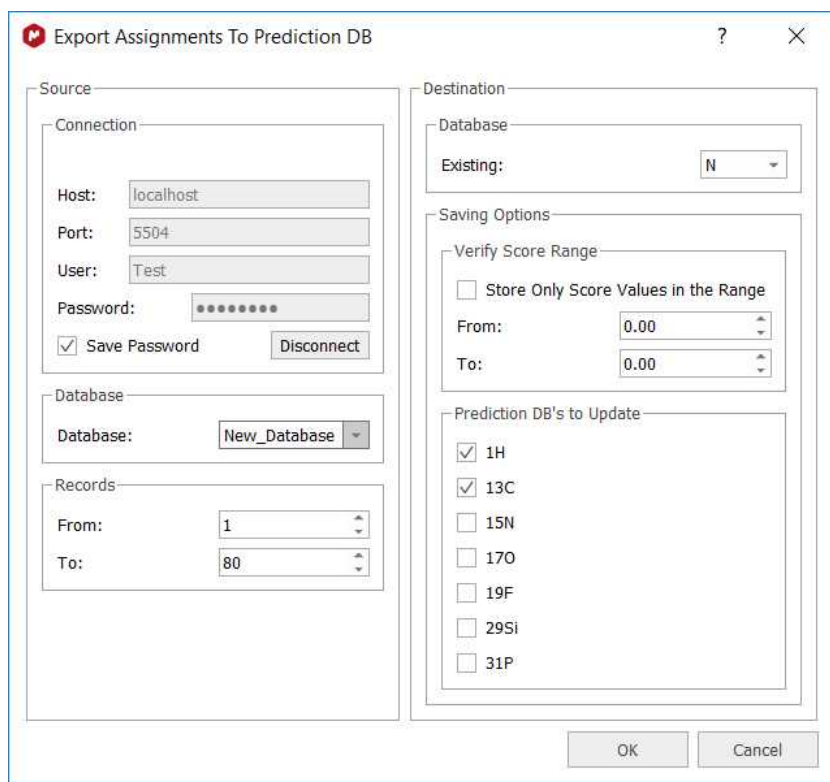 Export Assignments To Prediction DB
?
Source
Connection
Host: localhost
Port: 5504
User: Test
Password: ●●●●●●●●
Save Password Disconnect
Database
Database: New_Database
Records
From: 1
To: 80
Destination
Database
Existing: N
Saving Options
Verify Score Range
Store Only Score Values in the Range
From: 0.00
To: 0.00
Prediction DB's to Update
1H
13C
15N
17O
19F
29Si
31P
OK Cancel